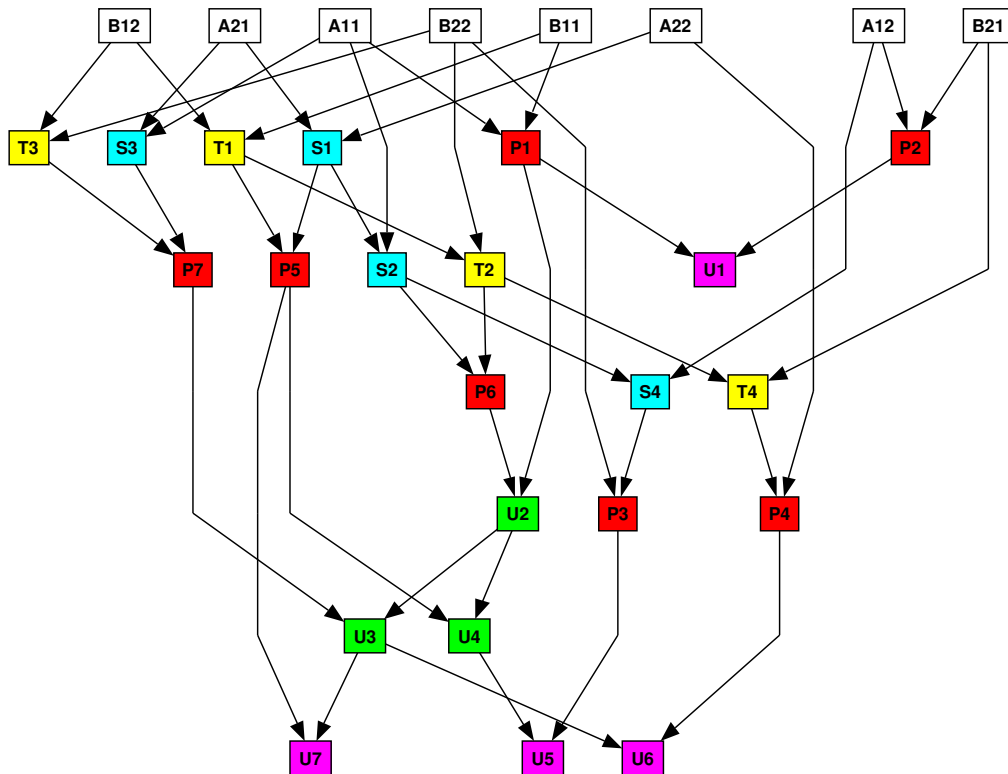 B12 A21 A11 B22 B11 A22 A12 B21
T3 S3 T1 S1 P1 P2
P7 P5 S2 T2 U1
P6 S4 T4
U2 P3 P4
U3 U4
U7 U5 U6